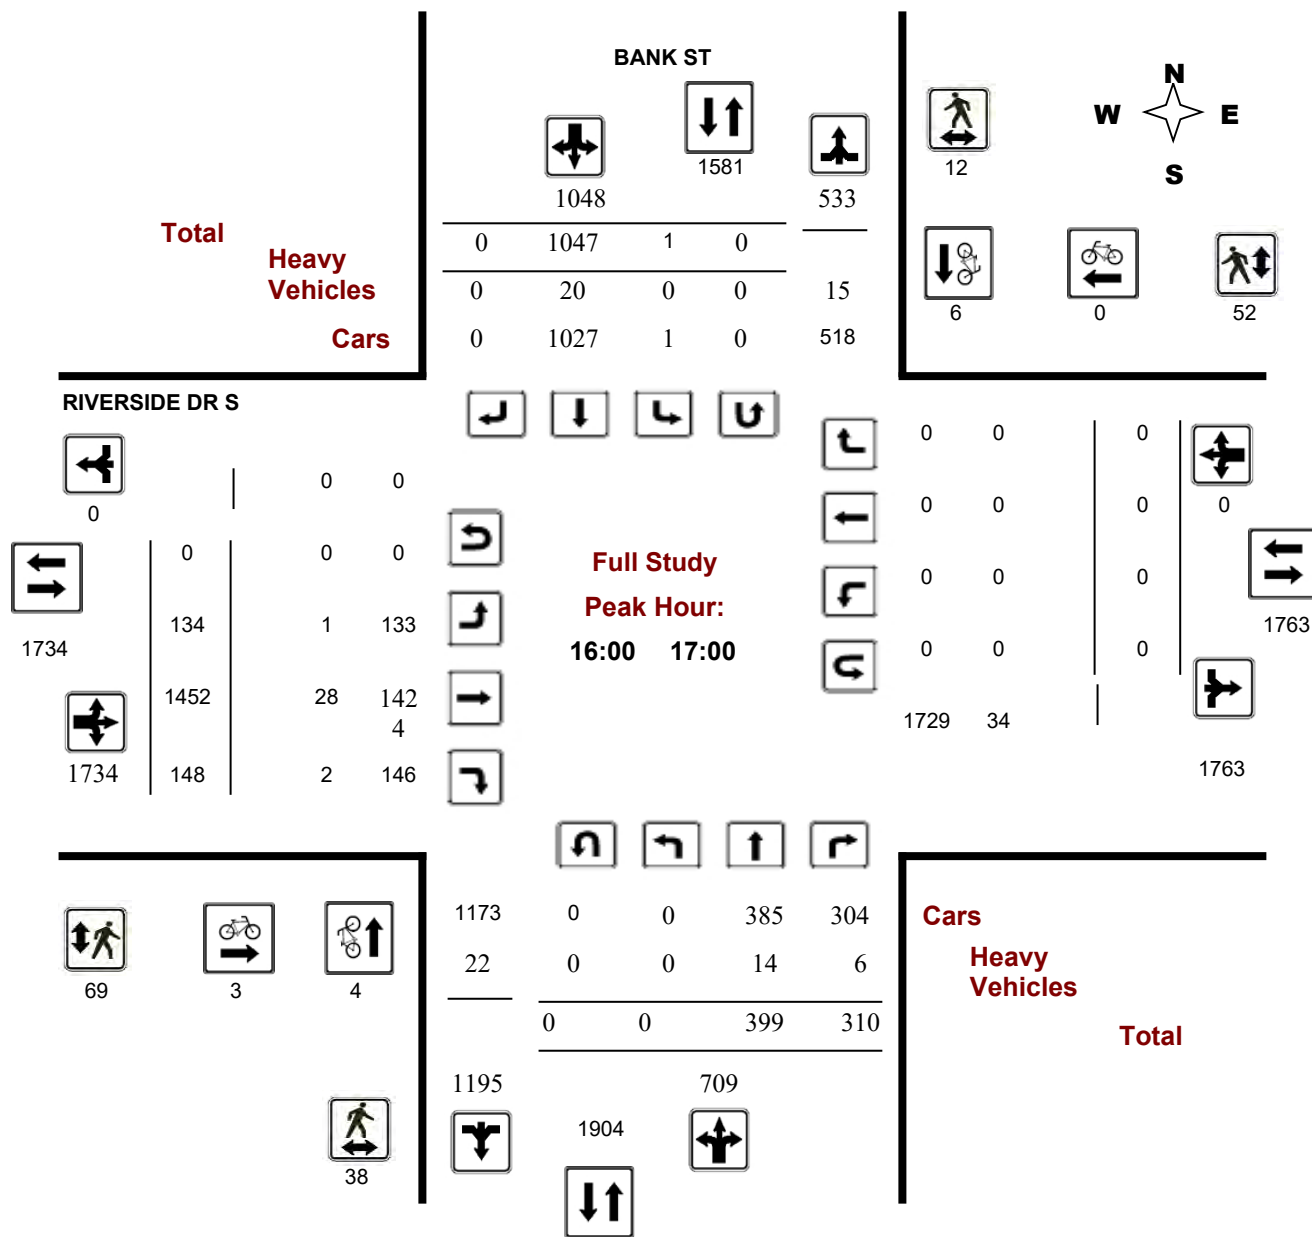 BANK ST
N
W E
S
1581
12
1048 533
Total
0 1047 1 0
Heavy
Vehicles
0 20 0 0 15
6 0 52
Cars
0 1027 1 0 518
RIVERSIDE DR S
0 0 0
0 0
0
0 0 0 0
0 0 0
Full Study
0 0 0
134 1 133
Peak Hour:
1734
1763
16:00 17:00
0 0 0
1452 28 142
4
1729 34
1734 148 2 146
1763
1173 0 0 385 304
Cars
22 0 0 14 6
Heavy
Vehicles
69 3 4
0 0 399 310
Total
1195 709
1904
38